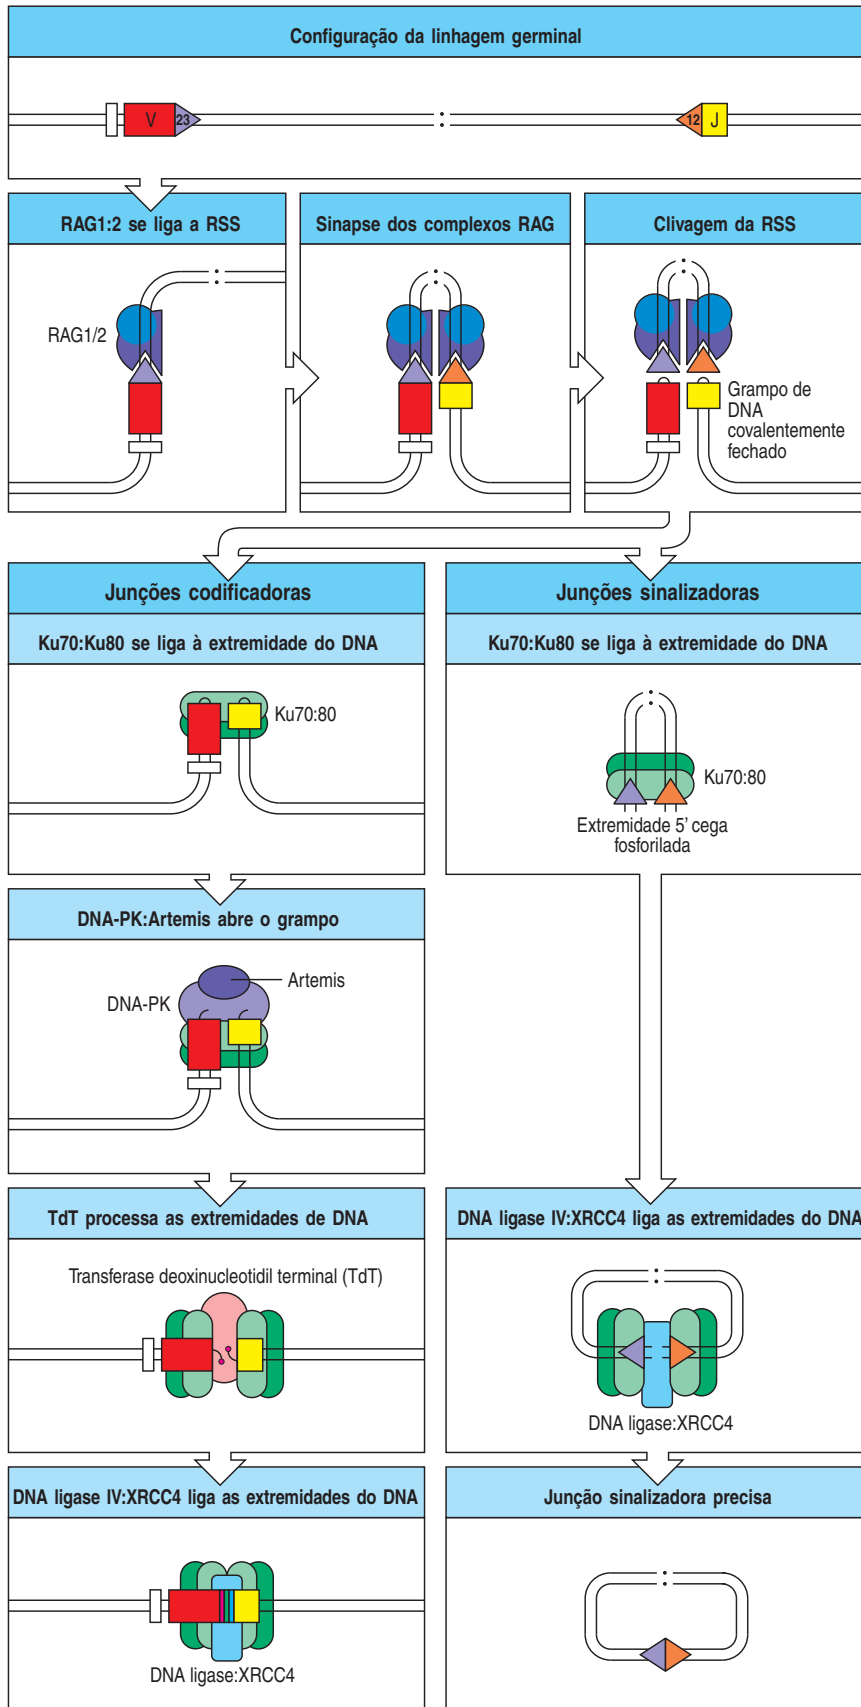 Configuração da linhagem germinal
V
23
12
J
RAG1:2 se liga a RSS
RAG1/2
Sinapse dos complexos RAG
Clivagem da RSS
Grampo de
DNA
covalentemente
fechado
Junções codificadoras
Ku70:Ku80 se liga à extremidade do DNA
Ku70:80
DNA-PK:Artemis abre o grampo
Artemis
DNA-PK
TdT processa as extremidades de DNA
Transferase deoxinucleotidil terminal (TdT)
DNA ligase IV:XRCC4 liga as extremidades do DNA
DNA ligase:XRCC4
Junções sinalizadoras
Ku70:Ku80 se liga à extremidade do DNA
Ku70:80
Extremidade 5' cega
fosforilada
DNA ligase IV:XRCC4 liga as extremidades do DNA
DNA ligase:XRCC4
Junção sinalizadora precisa